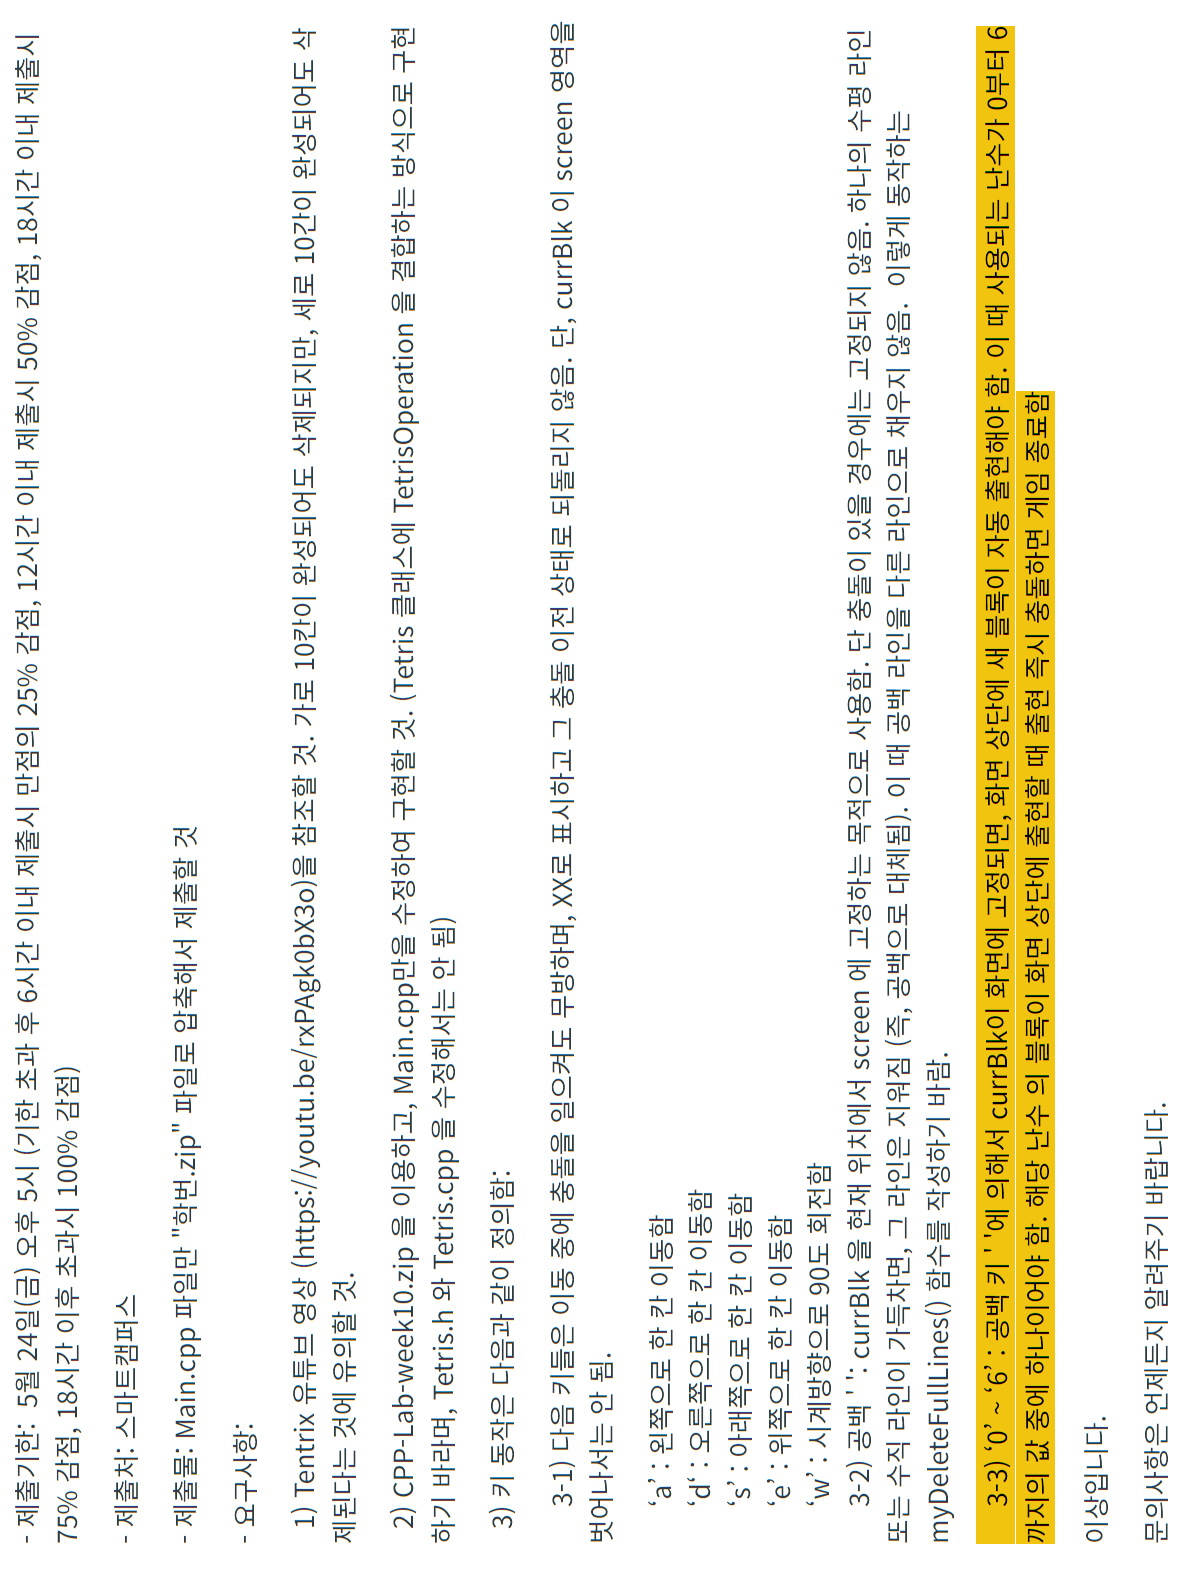 - 제출기한: 5월 24일(금) 오후 5시 (기한 초과 후 6시간 이내 제출시 만점의 25% 감점, 12시간 이내 제출시 50% 감점, 18시간 이내 제출시
75% 감점, 18시간 이후 초과시 100% 감점)
- 제출처: 스마트캠퍼스
- 제출물: Main.cpp 파일만 "학번.zip" 파일로 압축해서 제출할 것
- 요구사항:
1) Tentrix 유튜브 영상 (https://youtu.be/rxPAgk0bX3o)을 참조할 것. 가로 10칸이 완성되어도 삭제되지만, 세로 10칸이 완성되어도 삭
제된다는 것에 유의할 것.
2) CPP-Lab-week10.zip 을 이용하고, Main.cpp만을 수정하여 구현할 것. (Tetris 클래스에 TetrisOperation 을 결합하는 방식으로 구현
하기 바라며, Tetris.h 와 Tetris.cpp 을 수정해서는 안 됨)
3) 키 동작은 다음과 같이 정의함:
3-1) 다음 키들은 이동 중에 충돌을 일으켜도 무방하며, XX로 표시하고 그 충돌 이전 상태로 되돌리지 않음. 단, currBlk 이 screen 영역을
벗어나서는 안 됨.
‘a’ : 왼쪽으로 한 칸 이동함
‘d‘ : 오른쪽으로 한 칸 이동함
‘s’ : 아래쪽으로 한 칸 이동함
‘e’ : 위쪽으로 한 칸 이동함
‘w’ : 시계방향으로 90도 회전함
3-2) 공백 ' ': currBlk 을 현재 위치에서 screen 에 고정하는 목적으로 사용함. 단 충돌이 있을 경우에는 고정되지 않음. 하나의 수평 라인
또는 수직 라인이 가득차면, 그 라인은 지워짐 (즉, 공백으로 대체됨). 이 때 공백 라인을 다른 라인으로 채우지 않음. 이렇게 동작하는
myDeleteFullLines() 함수를 작성하기 바람.
3-3) ‘0’ ~ ‘6’ : 공백 키 ' '에 의해서 currBlk이 화면에 고정되면, 화면 상단에 새 블록이 자동 출현해야 함. 이 때 사용되는 난수가 0부터 6
까지의 값 중에 하나이어야 함. 해당 난수 의 블록이 화면 상단에 출현할 때 출현 즉시 충돌하면 게임 종료함
이상입니다.
문의사항은 언제든지 알려주기 바랍니다.